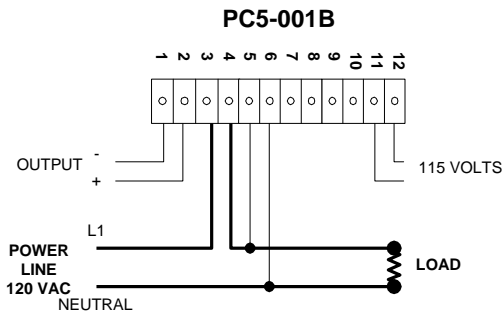 PC5-001B
1 2 3 4 5 6 7 8 9 10 11 12
OUTPUT
-
+
115 VOLTS
L1
POWER
LINE
120 VAC
NEUTRAL
LOAD